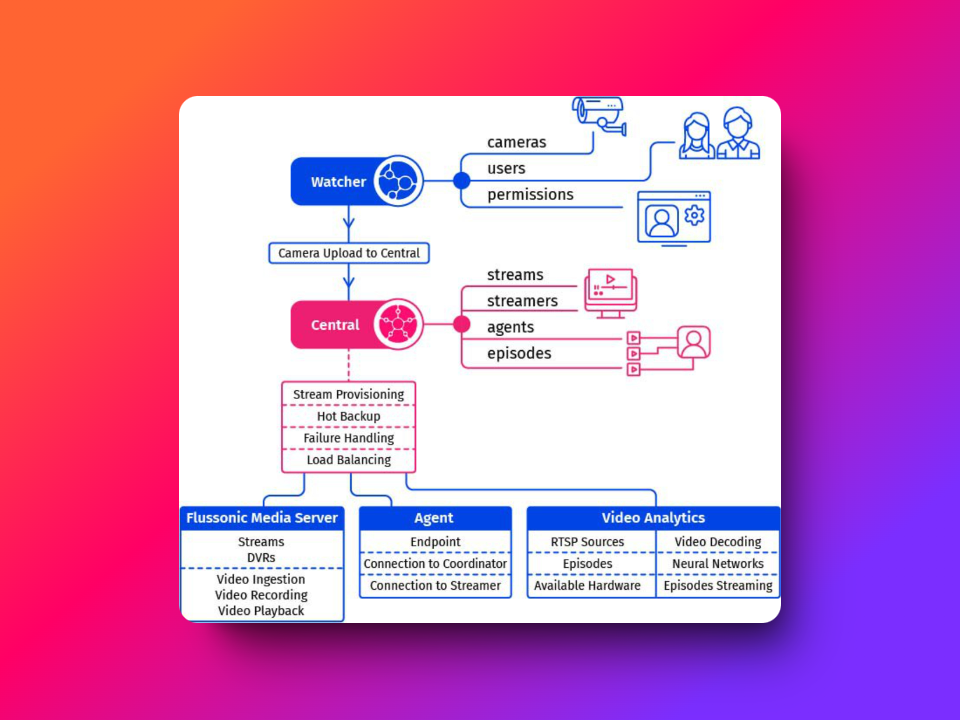 cameras
users
permissions
Watcher
Camera Upload to Central
streams
streamers
agents
episodes
Central
Stream Provisioning
Hot Backup
Failure Handling
Load Balancing
Flussonic Media Server
Streams
DVRs
Video Ingestion
Video Recording
Video Playback
Agent
Endpoint
Connection to Coordinator
Connection to Streamer
Video Analytics
RTSP Sources
Video Decoding
Episodes
Neural Networks
Available Hardware
Episodes Streaming